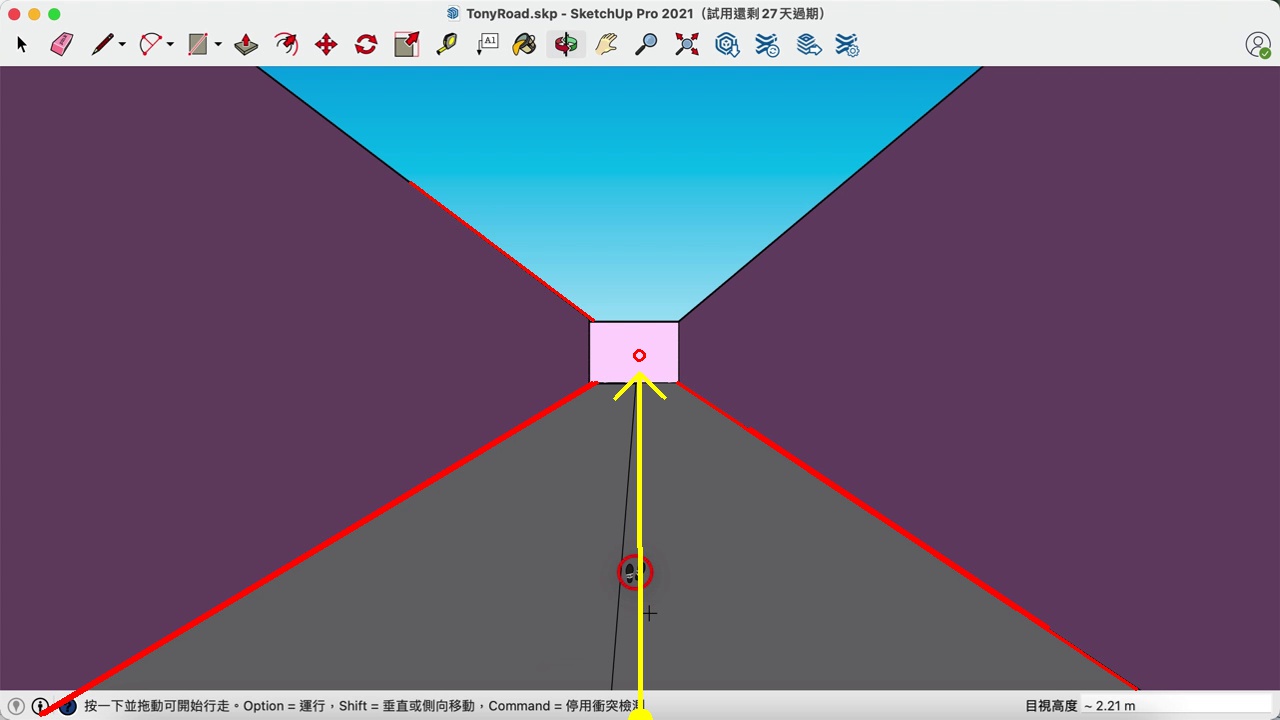 TonyRoad.skp - SketchUp Pro 2021（試用還剩 27 天過期）
A1
按一下並拖動可開始行走。Option = 運行，Shift = 垂直或側向移動，Command = 停用衝突檢測
目視高度 ~ 2.21 m